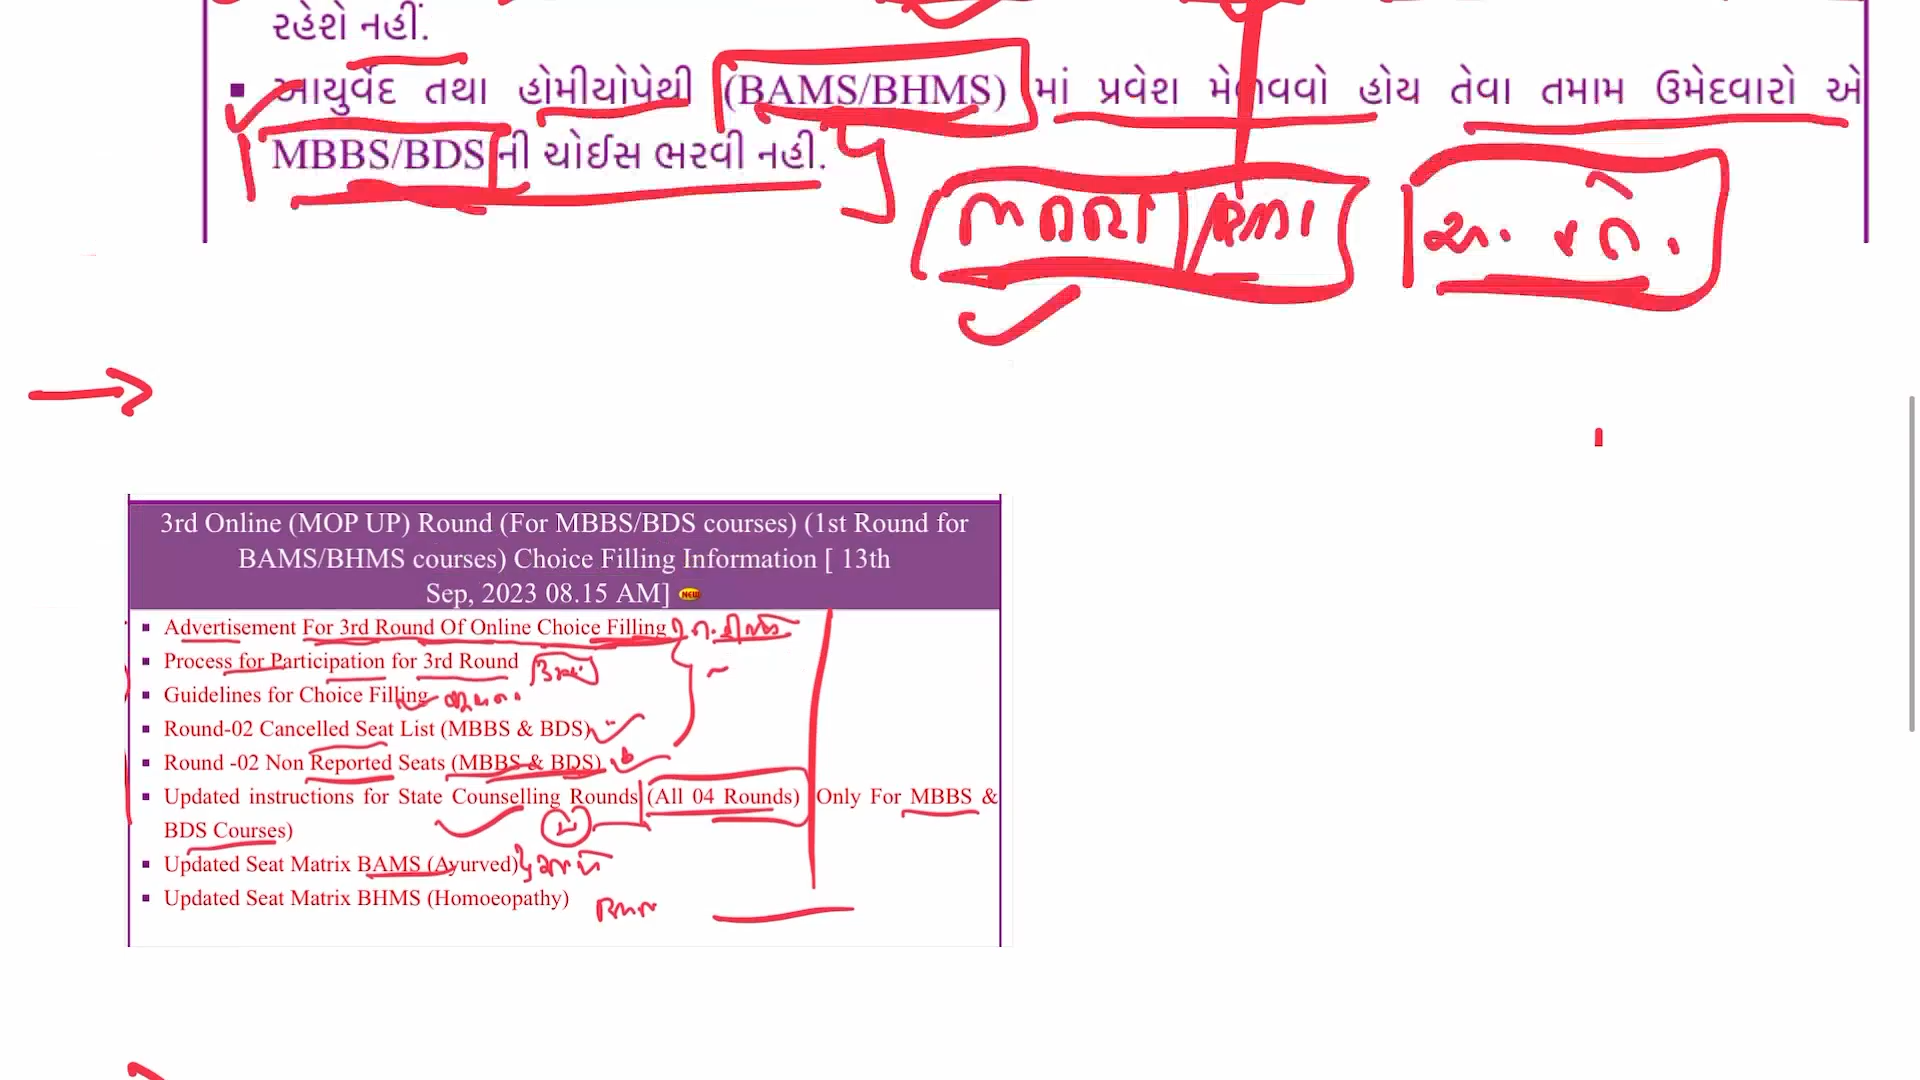 રહેશે નહીં.
▪ આયુર્વેદ તથા હોમીયોપેથી (BAMS/BHMS) માં પ્રવેશ મેળવવો હોય તેવા તમામ ઉમેદવારો એ
MBBS/BDS ની ચોઈસ ભરવી નહી.
3rd Online (MOP UP) Round (For MBBS/BDS courses) (1st Round for
BAMS/BHMS courses) Choice Filling Information [ 13th
Sep, 2023 08.15 AM] NEW
▪ Advertisement For 3rd Round Of Online Choice Filling
▪ Process for Participation for 3rd Round
▪ Guidelines for Choice Filling
▪ Round-02 Cancelled Seat List (MBBS & BDS)
▪ Round -02 Non Reported Seats (MBBS & BDS)
▪ Updated instructions for State Counselling Rounds (All 04 Rounds) Only For MBBS &
BDS Courses)
▪ Updated Seat Matrix BAMS (Ayurved)
▪ Updated Seat Matrix BHMS (Homoeopathy)